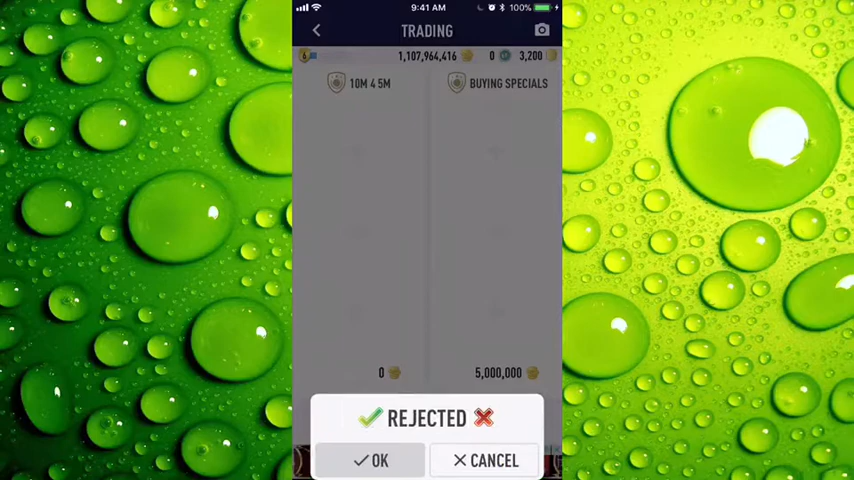 9:41 AM
100%
TRADING
6
1,107,964,416
0
3,200
10M 4 5M
BUYING SPECIALS
0
5,000,000
REJECTED
OK
CANCEL